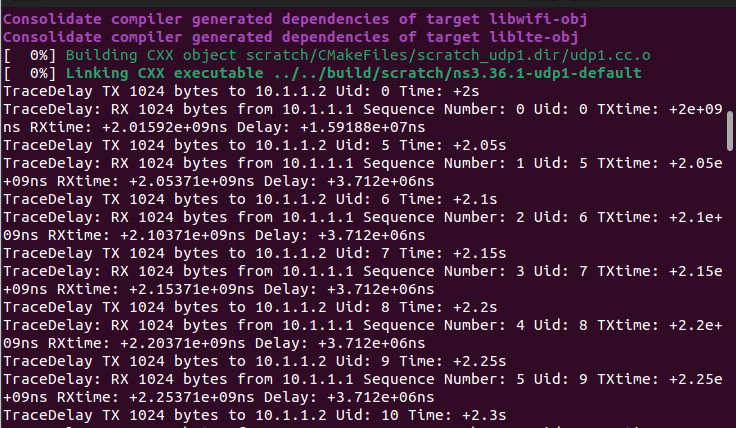 Consolidate compiler generated dependencies of target libwifi-obj
Consolidate compiler generated dependencies of target liblte-obj
[  0%] Building CXX object scratch/CMakeFiles/scratch_udp1.dir/udp1.cc.o
[  0%] Linking CXX executable ../../build/scratch/ns3.36.1-udp1-default
TraceDelay TX 1024 bytes to 10.1.1.2 Uid: 0 Time: +2s
TraceDelay: RX 1024 bytes from 10.1.1.1 Sequence Number: 0 Uid: 0 TXtime: +2e+09
ns RXtime: +2.01592e+09ns Delay: +1.59188e+07ns
TraceDelay TX 1024 bytes to 10.1.1.2 Uid: 5 Time: +2.05s
TraceDelay: RX 1024 bytes from 10.1.1.1 Sequence Number: 1 Uid: 5 TXtime: +2.05e
+09ns RXtime: +2.05371e+09ns Delay: +3.712e+06ns
TraceDelay TX 1024 bytes to 10.1.1.2 Uid: 6 Time: +2.1s
TraceDelay: RX 1024 bytes from 10.1.1.1 Sequence Number: 2 Uid: 6 TXtime: +2.1e+
09ns RXtime: +2.10371e+09ns Delay: +3.712e+06ns
TraceDelay TX 1024 bytes to 10.1.1.2 Uid: 7 Time: +2.15s
TraceDelay: RX 1024 bytes from 10.1.1.1 Sequence Number: 3 Uid: 7 TXtime: +2.15e
+09ns RXtime: +2.15371e+09ns Delay: +3.712e+06ns
TraceDelay TX 1024 bytes to 10.1.1.2 Uid: 8 Time: +2.2s
TraceDelay: RX 1024 bytes from 10.1.1.1 Sequence Number: 4 Uid: 8 TXtime: +2.2e+
09ns RXtime: +2.20371e+09ns Delay: +3.712e+06ns
TraceDelay TX 1024 bytes to 10.1.1.2 Uid: 9 Time: +2.25s
TraceDelay: RX 1024 bytes from 10.1.1.1 Sequence Number: 5 Uid: 9 TXtime: +2.25e
+09ns RXtime: +2.25371e+09ns Delay: +3.712e+06ns
TraceDelay TX 1024 bytes to 10.1.1.2 Uid: 10 Time: +2.3s